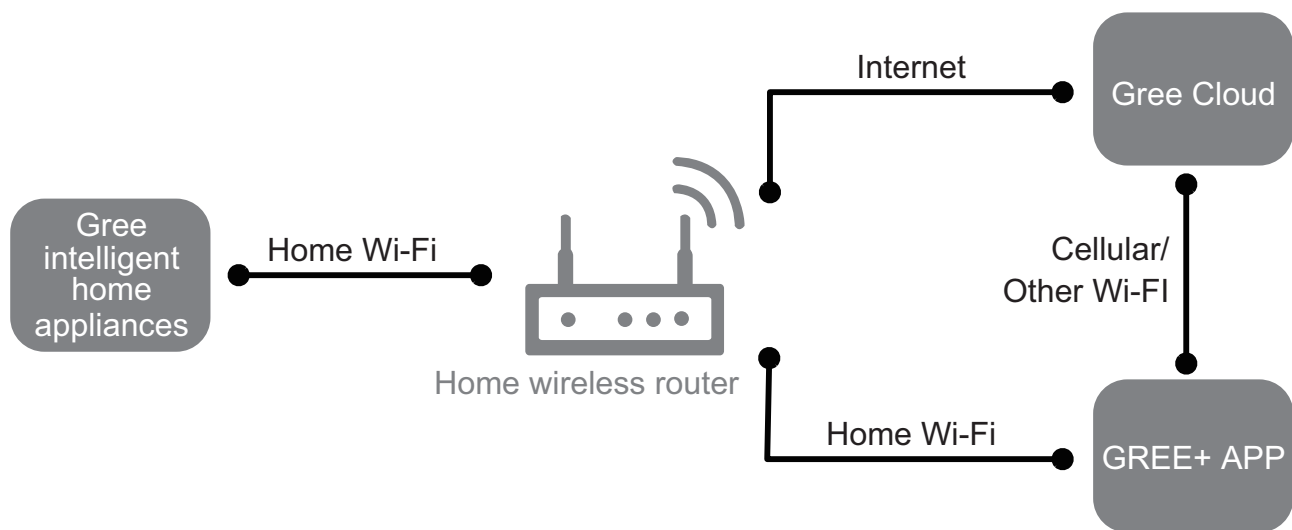 Internet
Gree Cloud
Gree
intelligent
home
appliances
Home Wi-Fi
Cellular/
Other Wi-FI
Home wireless router
Home Wi-Fi
GREE+ APP